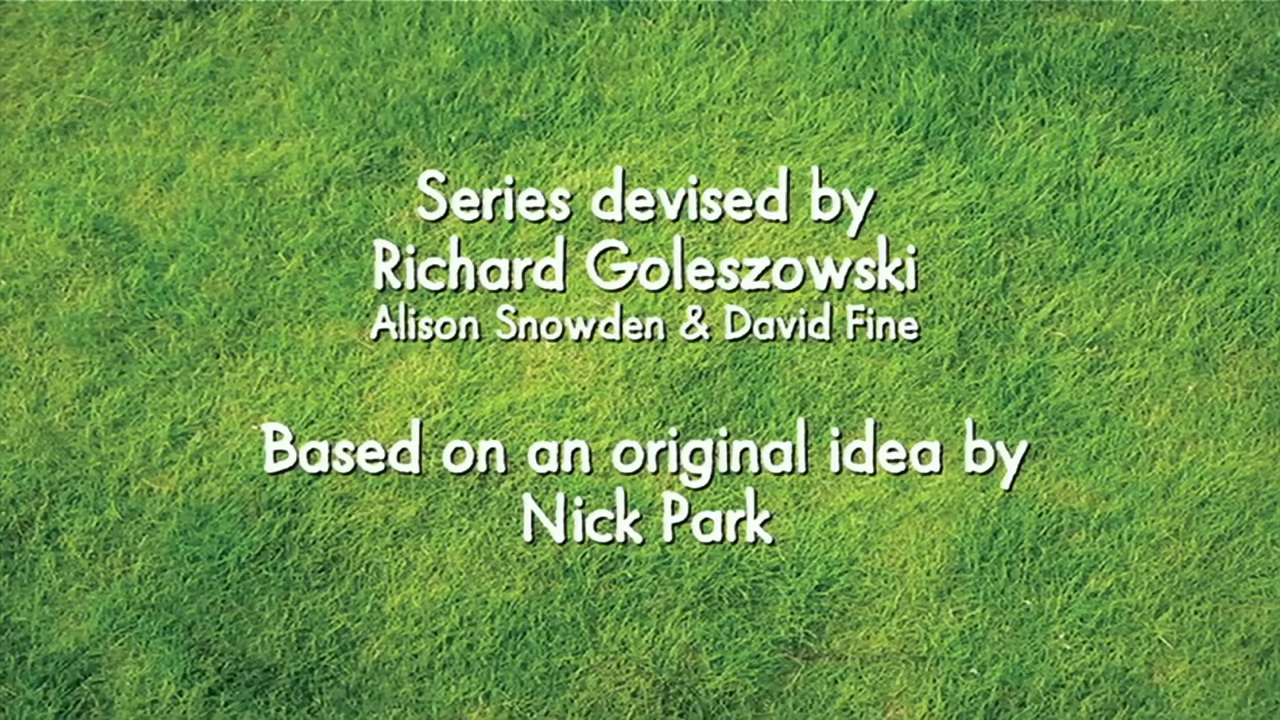 Series devised by
Richard Goleszowski
Alison Snowden & David Fine
Based on an original idea by
Nick Park